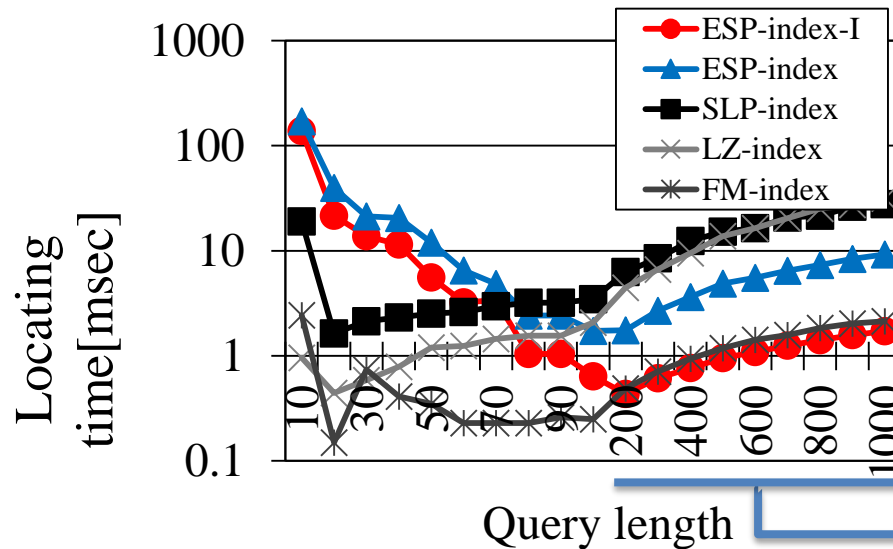 1000
100
10
1
0.1
Locating
time[msec]
ESP-index-I
ESP-index
SLP-index
LZ-index
FM-index
10
30
50
70
90
200
400
600
800
1000
Query length